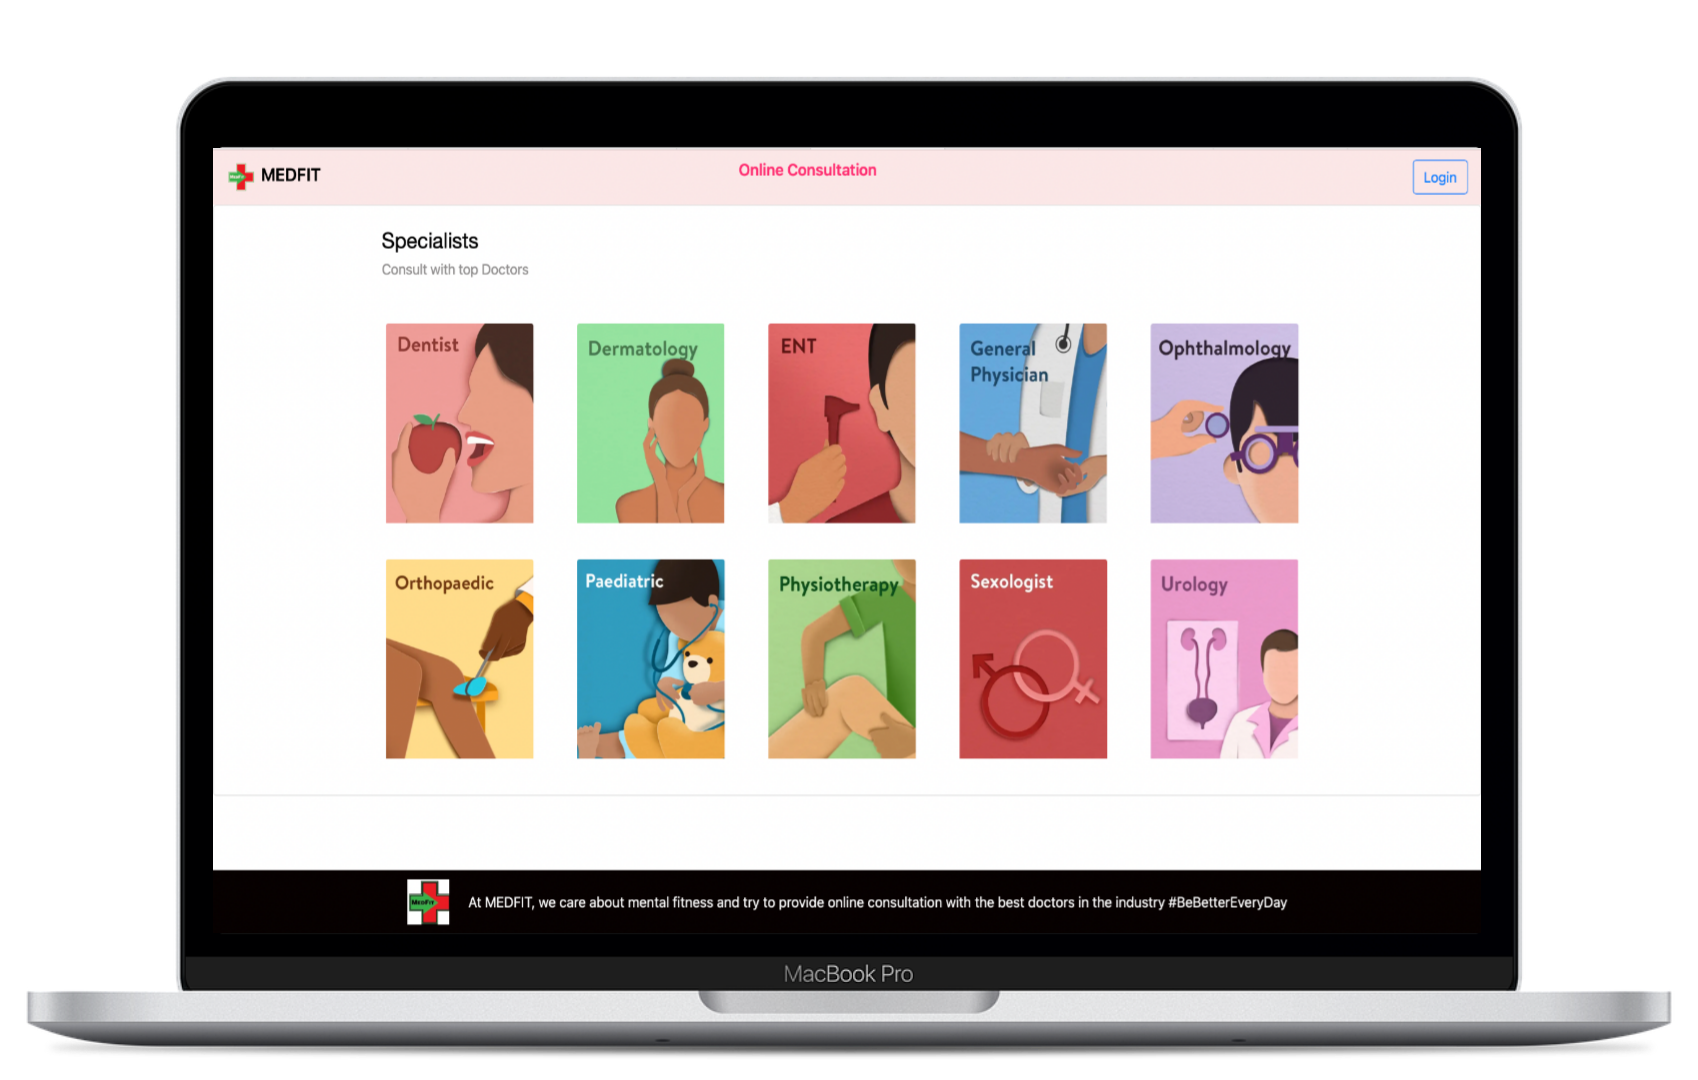 MedFit
MEDFIT
Online Consultation
Login
Specialists
Consult with top Doctors
Dentist
Dermatology
ENT
General
Physician
Ophthalmology
Orthopaedic
Paediatric
Physiotherapy
Sexologist
Urology
MedFit
At MEDFIT, we care about mental fitness and try to provide online consultation with the best doctors in the industry #BeBetterEveryDay
MacBook Pro